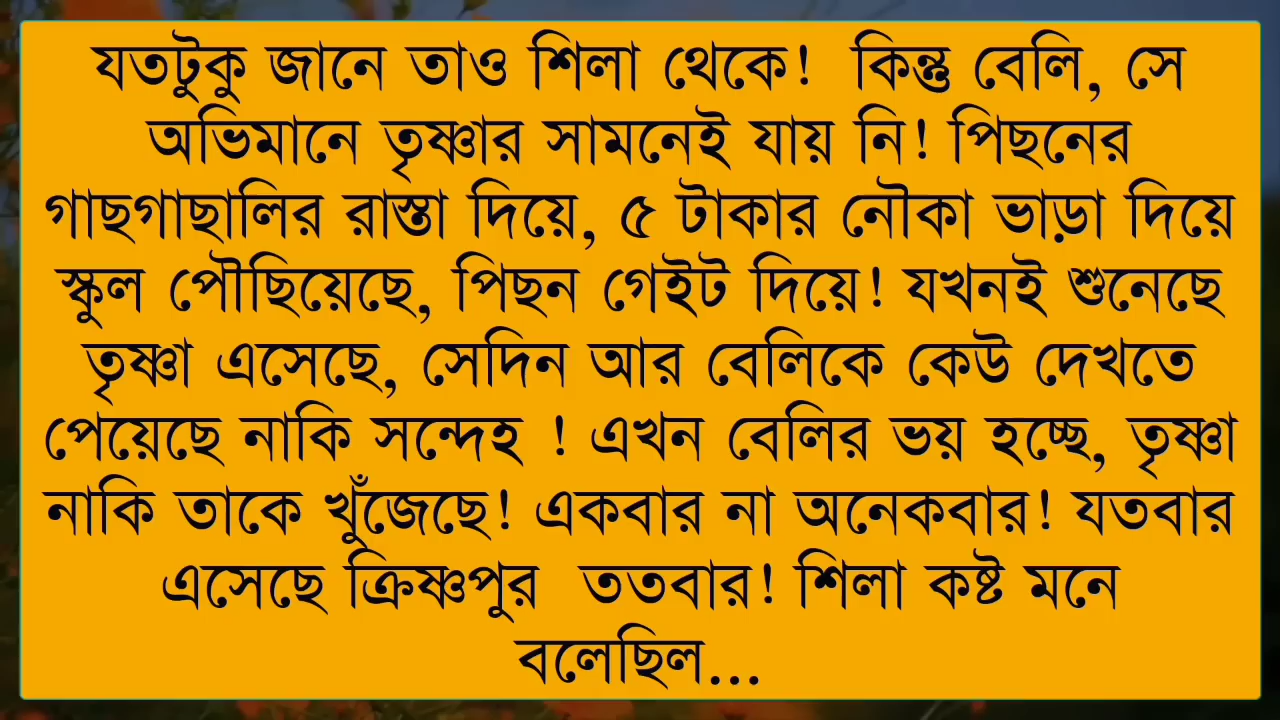 যতটুকু জানে তাও শিলা থেকে!  কিন্তু বেলি, সে
অভিমানে তৃষ্ণার সামনেই যায় নি! পিছনের
গাছগাছালির রাস্তা দিয়ে, ৫ টাকার নৌকা ভাড়া দিয়ে
স্কুল পৌছিয়েছে, পিছন গেইট দিয়ে! যখনই শুনেছে
তৃষ্ণা এসেছে, সেদিন আর বেলিকে কেউ দেখতে
পেয়েছে নাকি সন্দেহ ! এখন বেলির ভয় হচ্ছে, তৃষ্ণা
নাকি তাকে খুঁজেছে! একবার না অনেকবার! যতবার
এসেছে ক্রিষ্ণপুর  ততবার! শিলা কষ্ট মনে
বলেছিল...